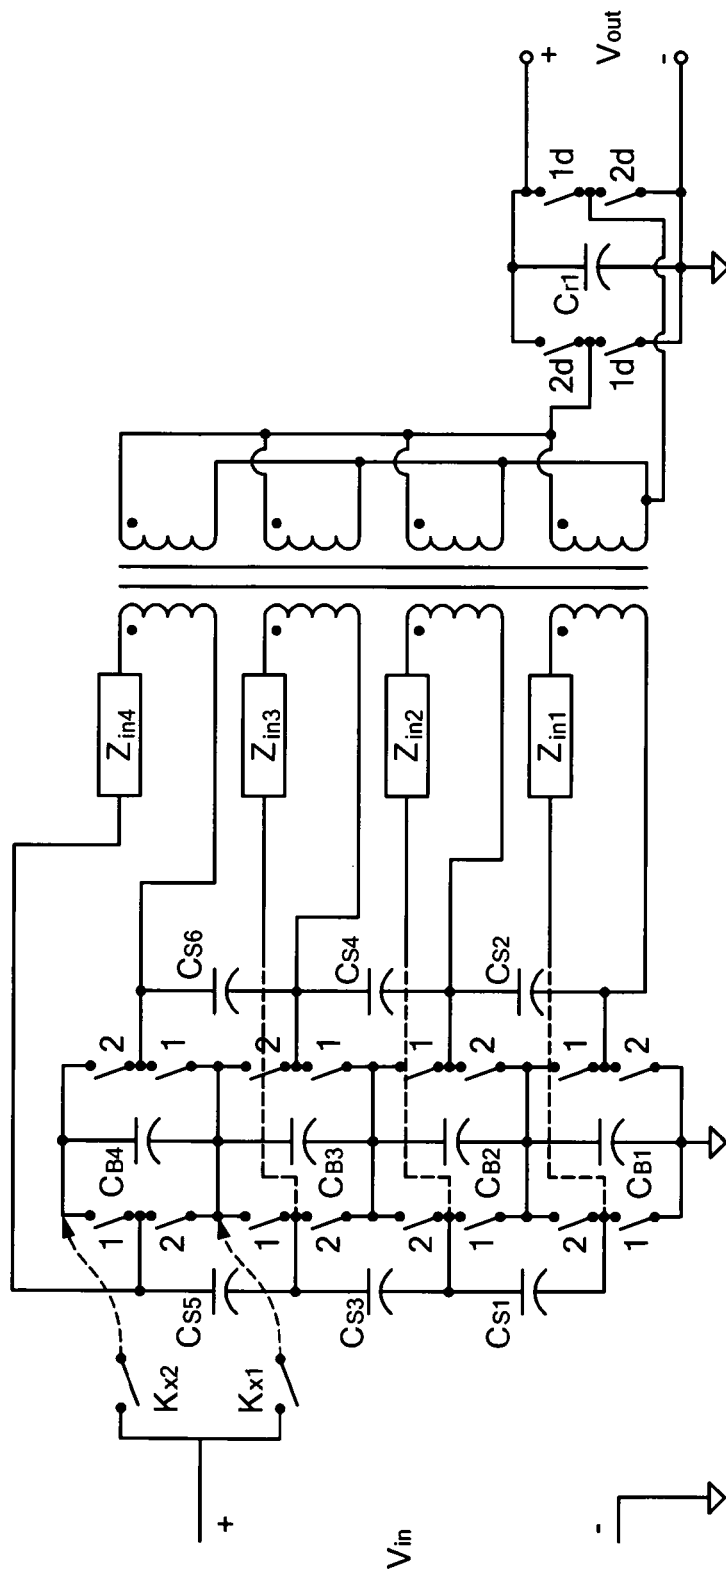 Zin4
1
CB4
2
Kx2
2
1
CS6
CS5
+
Kx1
1
2
Zin3
CB3
2
1
CS4
CS3
Vin
2
1
Zin2
CB2
1
2
CS2
CS1
2
1
Zin1
CB1
1
2
-
+
2d
Cr1
1d
Vout
1d
2d
-